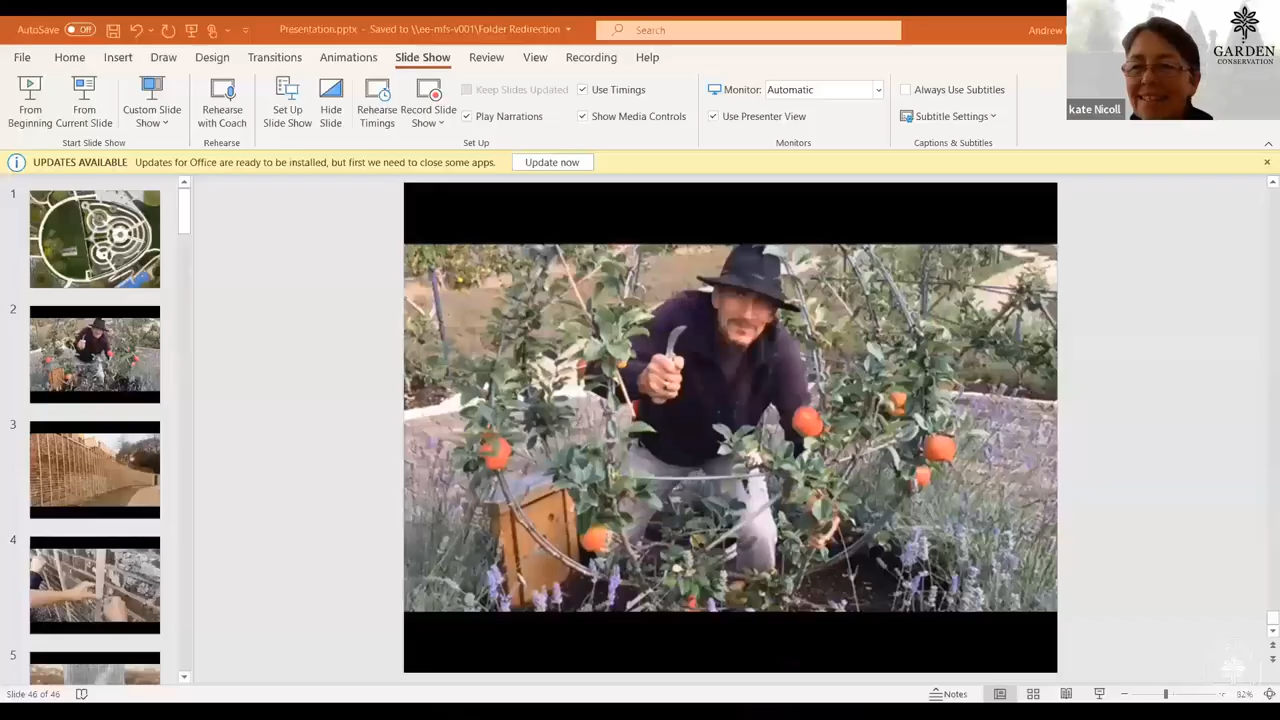 AutoSave Off Presentation.pptx - Saved to \\ee-mfs-v001\Folder Redirection Search Andrew
GARDEN
CONSERVATION
kate Nicoll
File Home Insert Draw Design Transitions Animations Slide Show Review View Recording Help
From Beginning
From Current Slide
Custom Slide Show
Rehearse with Coach
Set Up Slide Show
Hide Slide
Rehearse Timings
Record Slide Show
Keep Slides Updated
Play Narrations
Use Timings
Show Media Controls
Monitor: Automatic
Use Presenter View
Always Use Subtitles
Subtitle Settings
Start Slide Show Rehearse Set Up Monitors Captions & Subtitles
UPDATES AVAILABLE Updates for Office are ready to be installed, but first we need to close some apps. Update now
1
2
3
4
5
Slide 46 of 46 Notes 82%